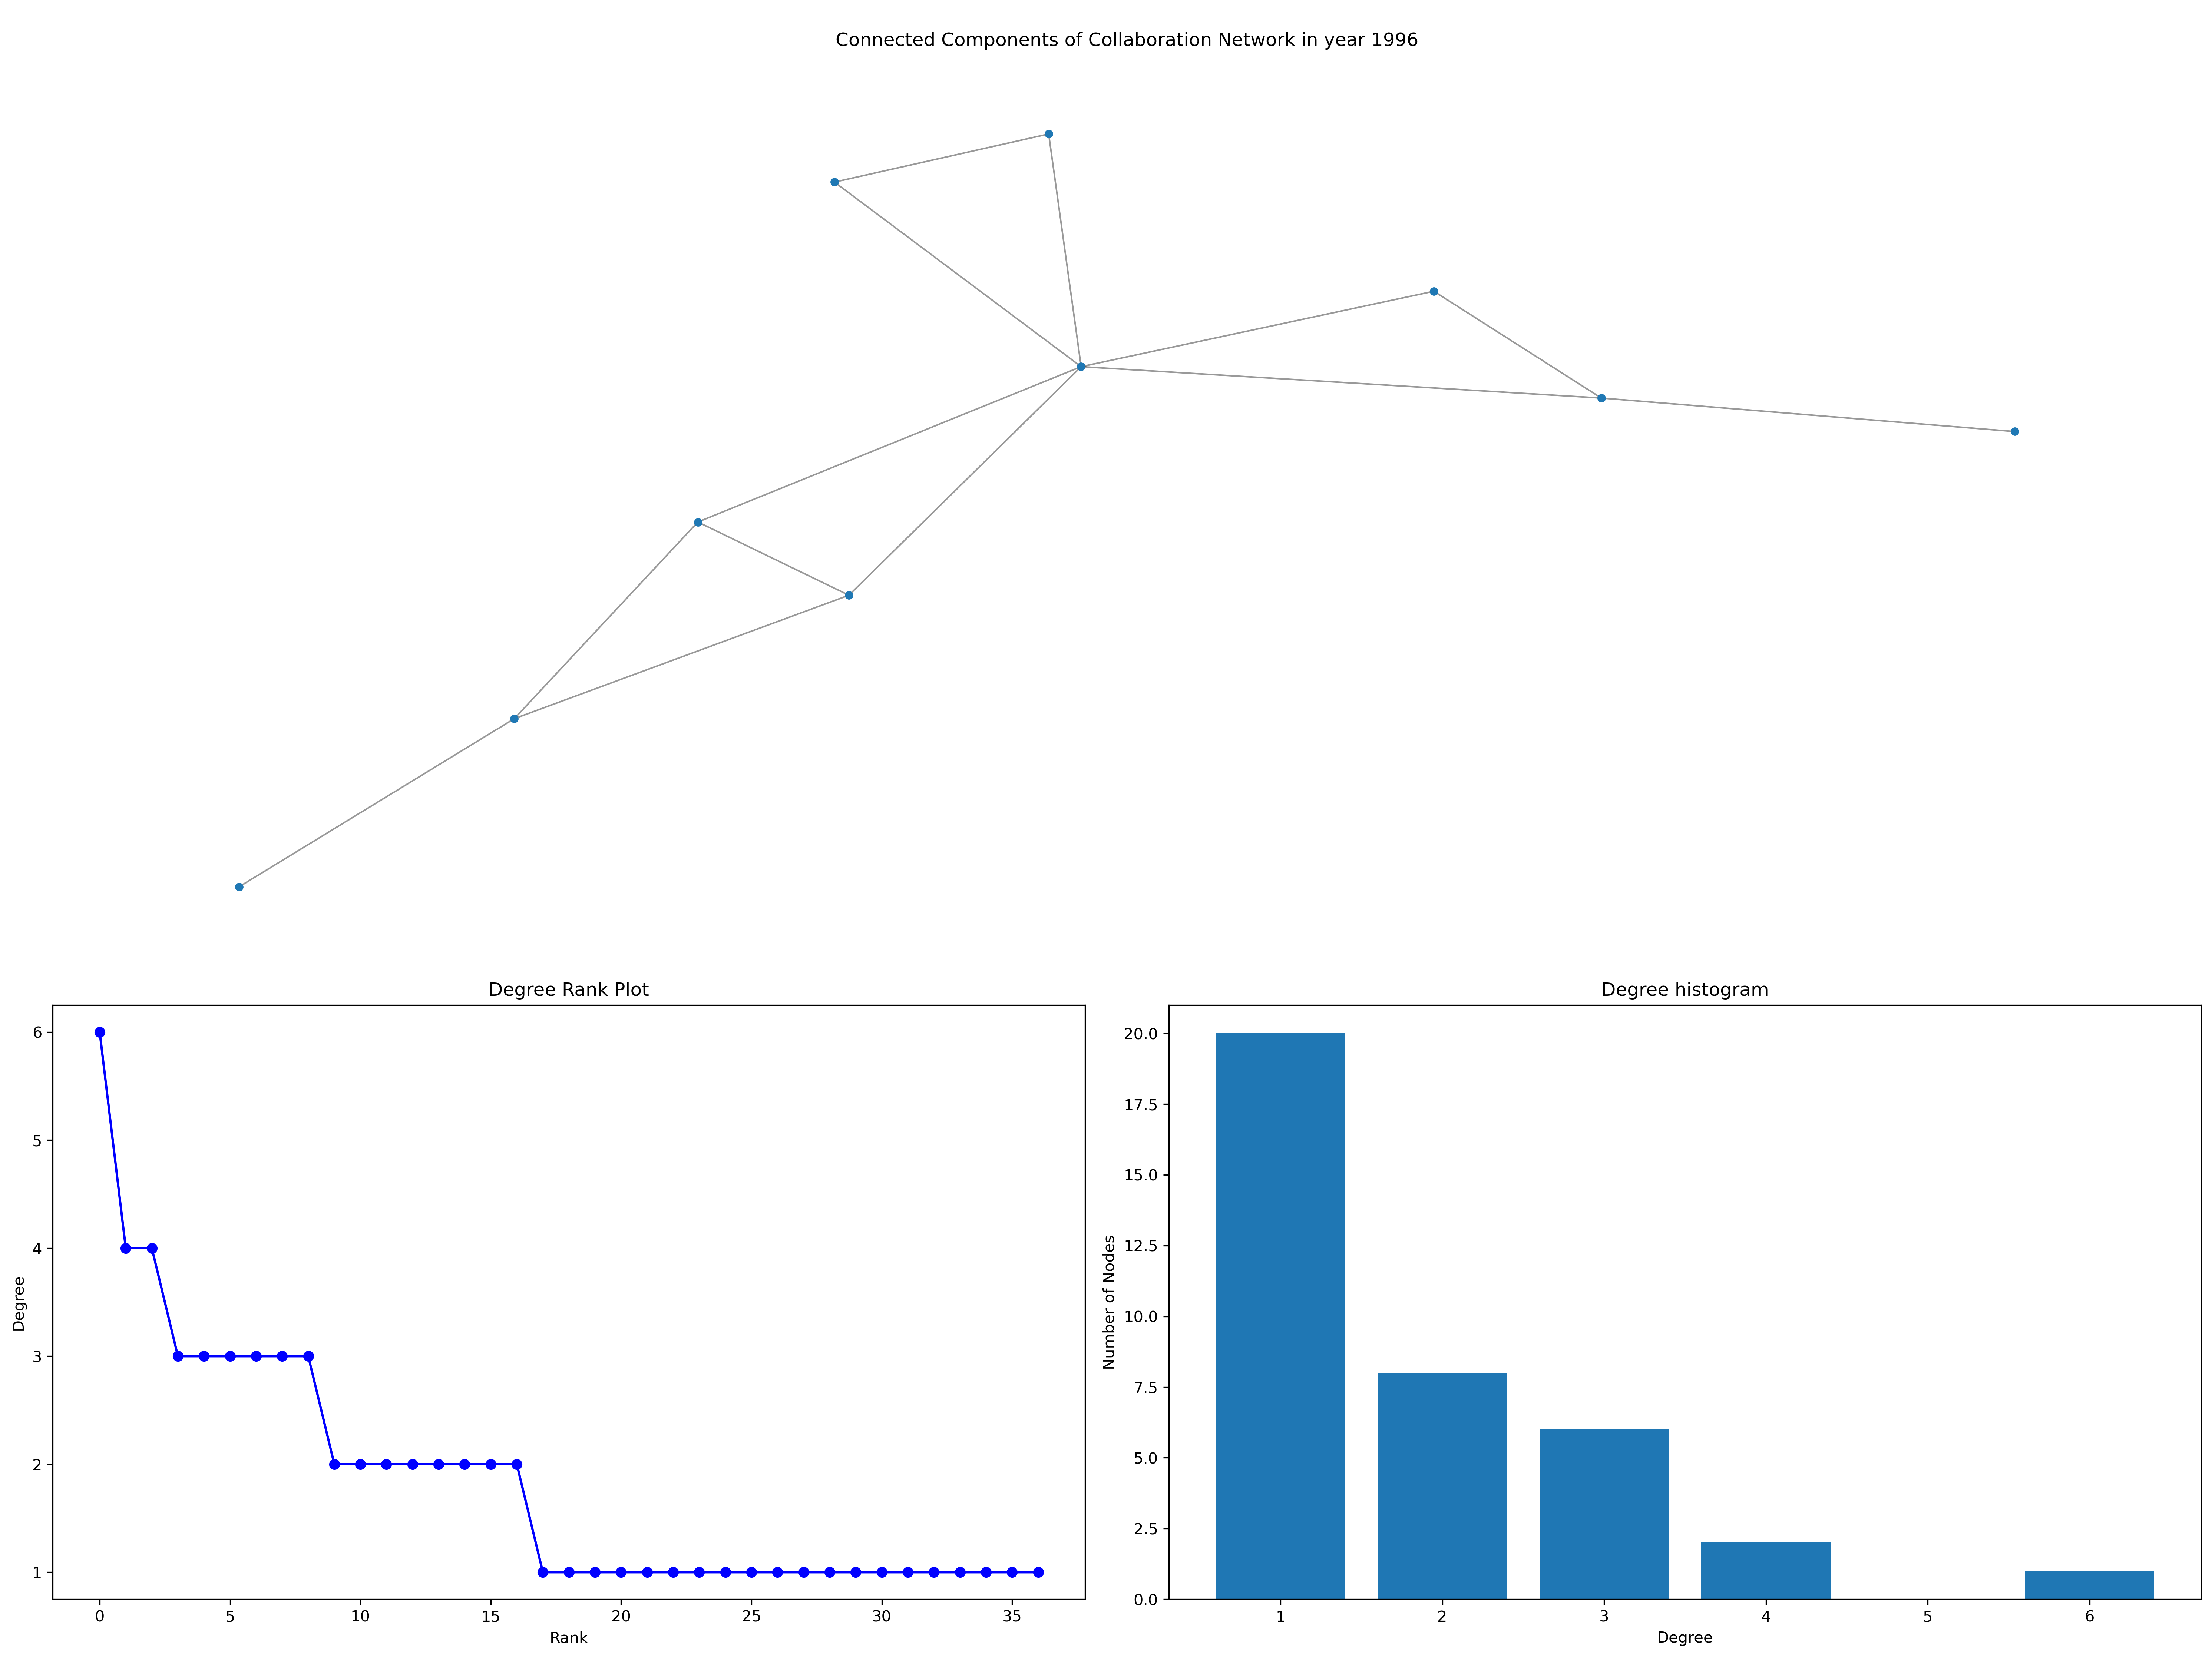 Connected Components of Collaboration Network in year 1996
Degree Rank Plot
6
5
4
3
2
1
Degree
0 5 10 15 20 25 30 35
Rank
Degree histogram
20.0
17.5
15.0
12.5
10.0
7.5
5.0
2.5
0.0
Number of Nodes
1 2 3 4 5 6
Degree